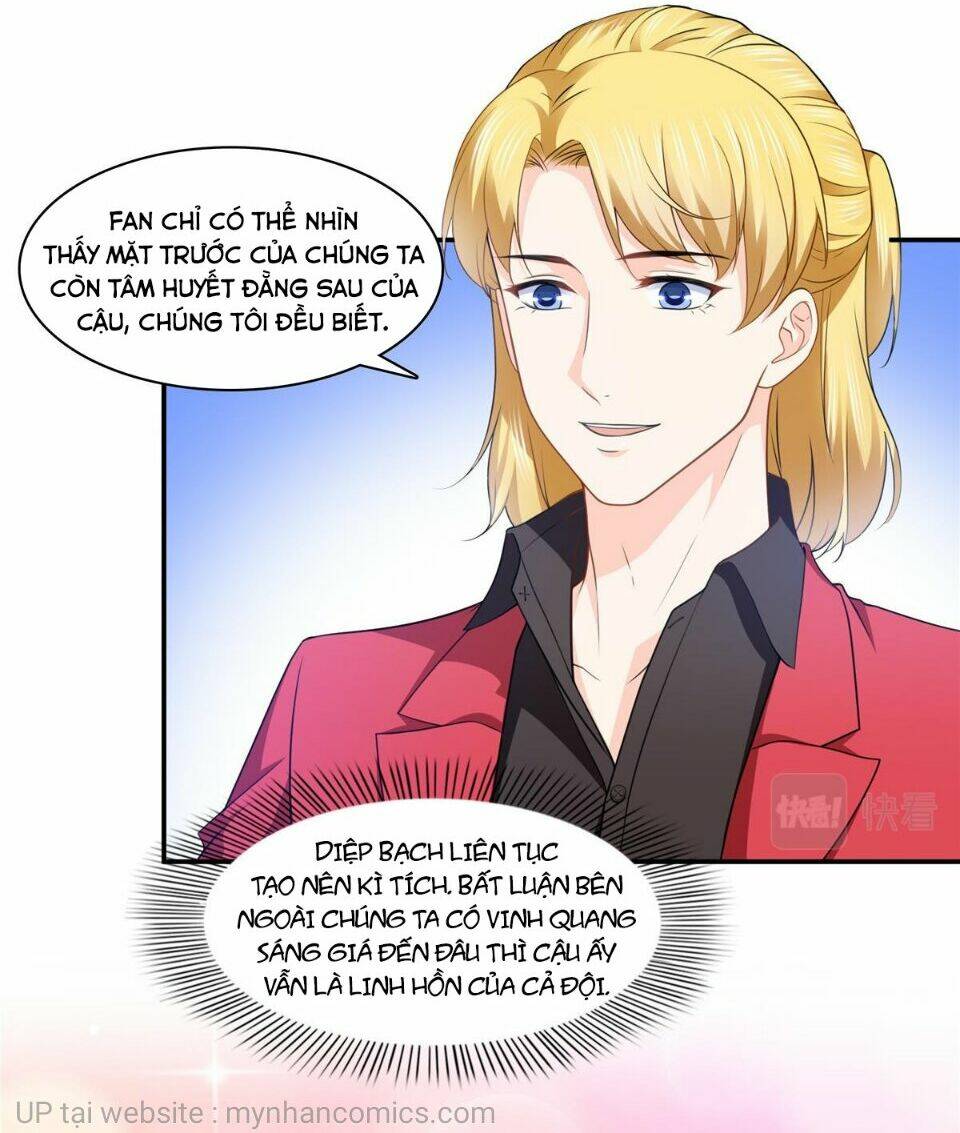 FAN CHỈ CÓ THỂ NHÌN
THẤY MẶT TRƯỚC CỦA CHÚNG TA
CÒN TÂM HUYẾT ĐẰNG SAU CỦA
CẬU, CHÚNG TÔI ĐỀU BIẾT.
快看! 快看
DIỆP BẠCH LIÊN TỤC
TẠO NÊN KÌ TÍCH. BẤT LUẬN BÊN
NGOÀI CHÚNG TA CÓ VINH QUANG
SÁNG GIÁ ĐẾN ĐÂU THÌ CẬU ẤY
VẪN LÀ LINH HỒN CỦA CẢ ĐỘI.
UP tại website : mynhancomics.com